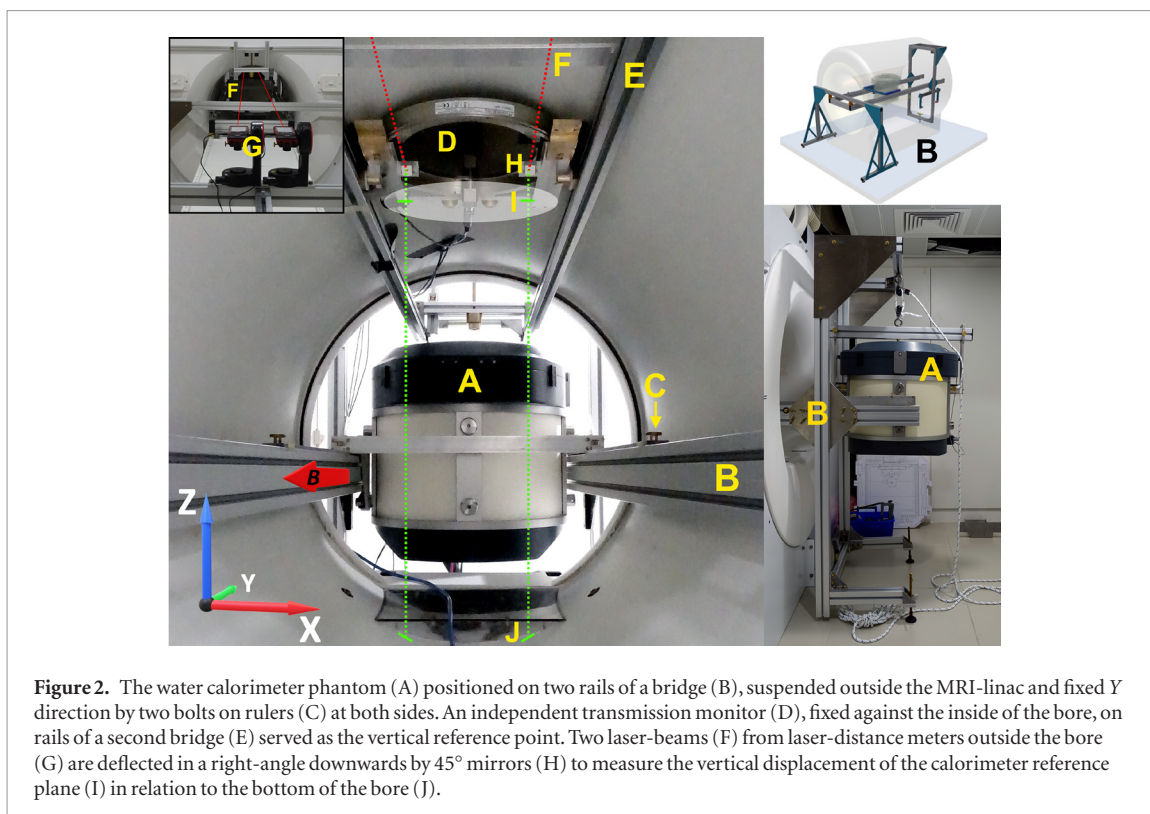 F
G
F
E
D
H
I
A
C
B
B
Z
Y
X
J
B
A
B
Figure 2. The water calorimeter phantom (A) positioned on two rails of a bridge (B), suspended outside the MRI-linac and fixed Y
direction by two bolts on rulers (C) at both sides. An independent transmission monitor (D), fixed against the inside of the bore, on
rails of a second bridge (E) served as the vertical reference point. Two laser-beams (F) from laser-distance meters outside the bore
(G) are deflected in a right-angle downwards by 45° mirrors (H) to measure the vertical displacement of the calorimeter reference
plane (I) in relation to the bottom of the bore (J).